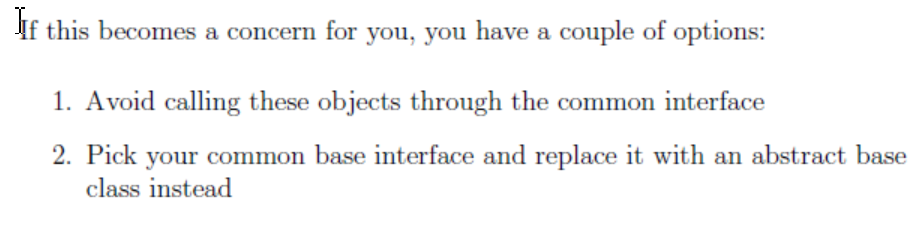 If this becomes a concern for you, you have a couple of options:
1. Avoid calling these objects through the common interface
2. Pick your common base interface and replace it with an abstract base
class instead